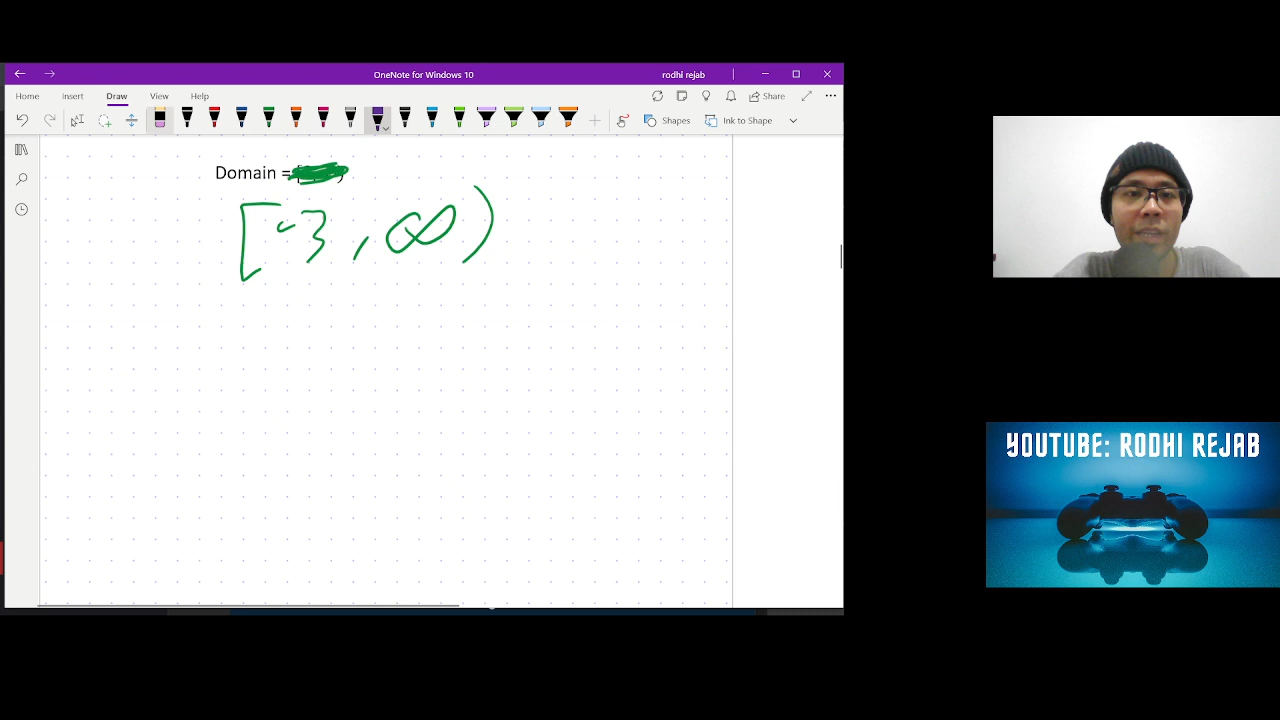 OneNote for Windows 10
rodhi rejab
Home Insert Draw View Help
Share
Shapes
Ink to Shape
Domain =
[-3, ∞)
YOUTUBE: RODHI REJAB